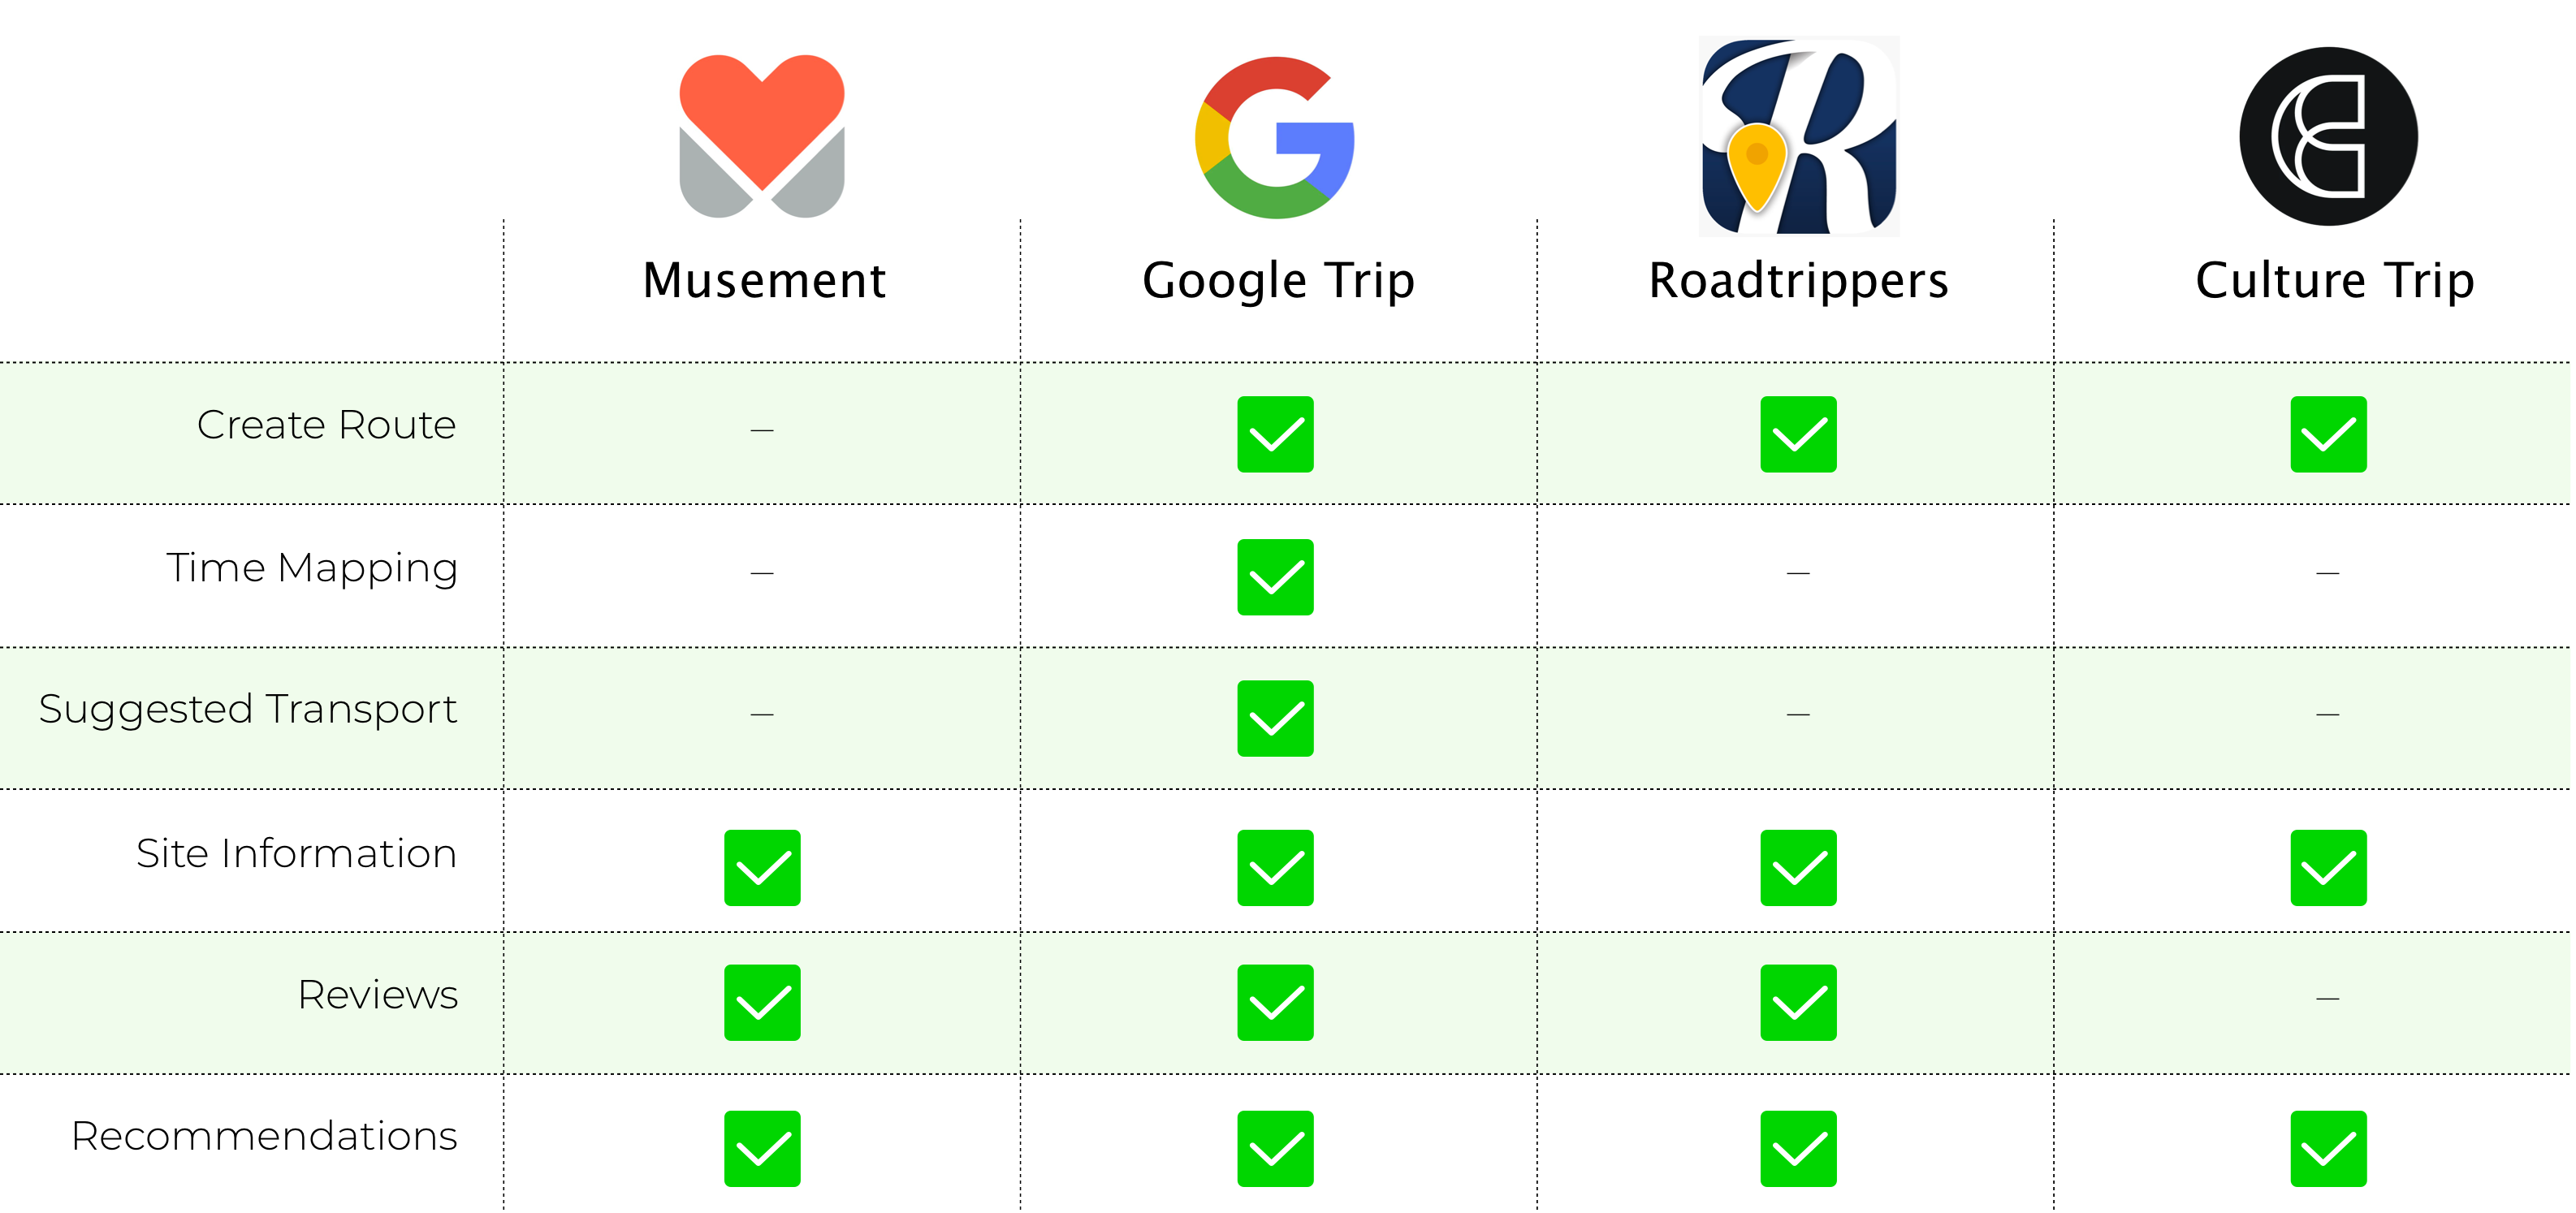 Musement
Google Trip
Roadtrippers
Culture Trip
Create Route
–
Time Mapping
–
–
–
Suggested Transport
–
–
–
Site Information
Reviews
–
Recommendations